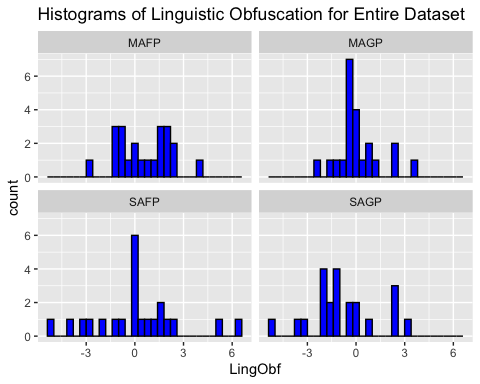 Histograms of Linguistic Obfuscation for Entire Dataset
MAFP MAGP
6
4
2
0
SAFP SAGP
6
4
2
0
count
-3 0 3 6 -3 0 3 6
LingObf